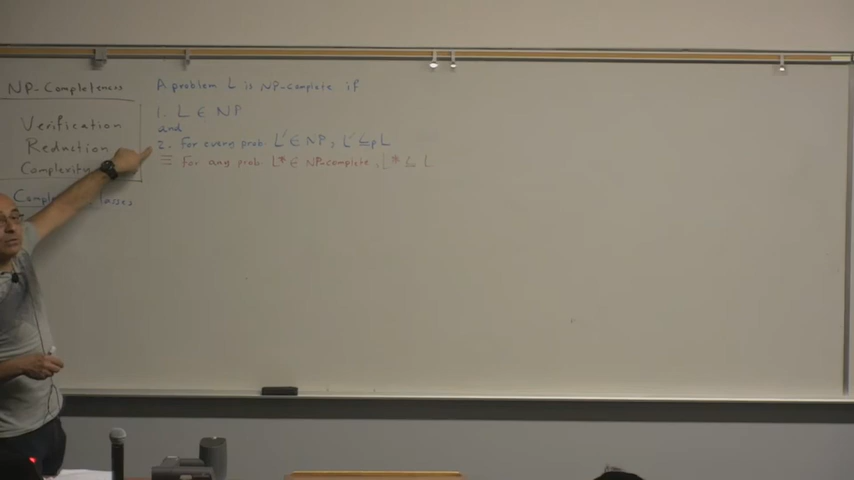 NP-Completeness
Verification
Reduction
Complexity
A problem L is NP-complete if
1. L ∈ NP
and
2. For every prob. L' ∈ NP, L' ≤p L
≡ For any prob. L* ∈ NP-complete, L* ≤ L